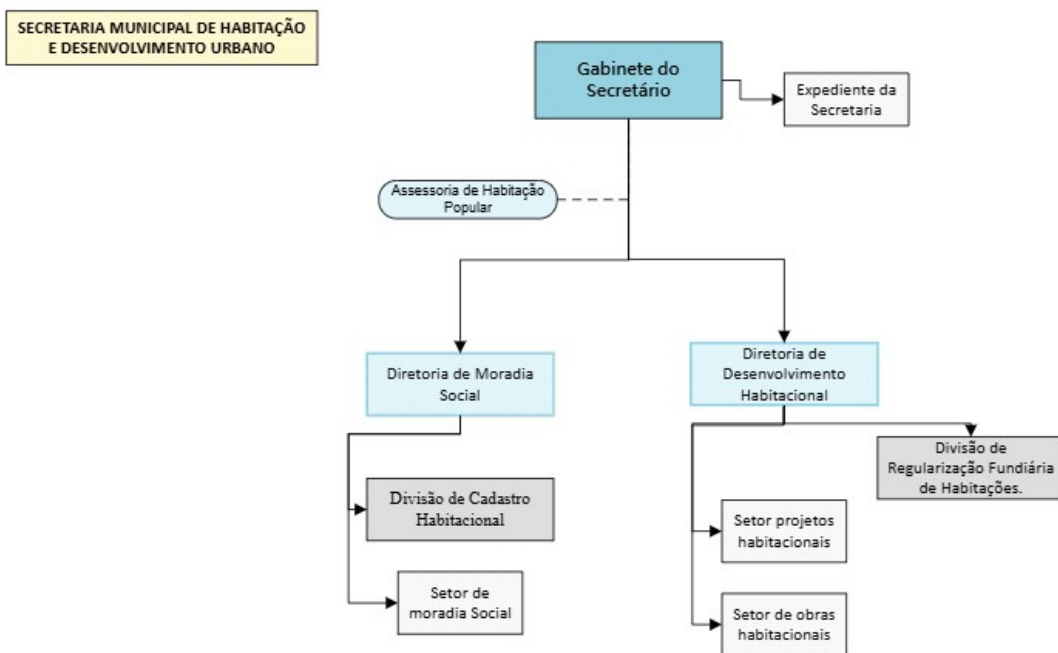 SECRETARIA MUNICIPAL DE HABITAÇÃO
E DESENVOLVIMENTO URBANO
Gabinete do
Secretário
Expediente da
Secretaria
Assessoria de Habitação
Popular
Diretoria de Moradia
Social
Diretoria de
Desenvolvimento
Habitacional
Divisão de
Regularização Fundiária
de Habitações.
Divisão de Cadastro
Habitacional
Setor projetos
habitacionais
Setor de
moradia Social
Setor de obras
habitacionais